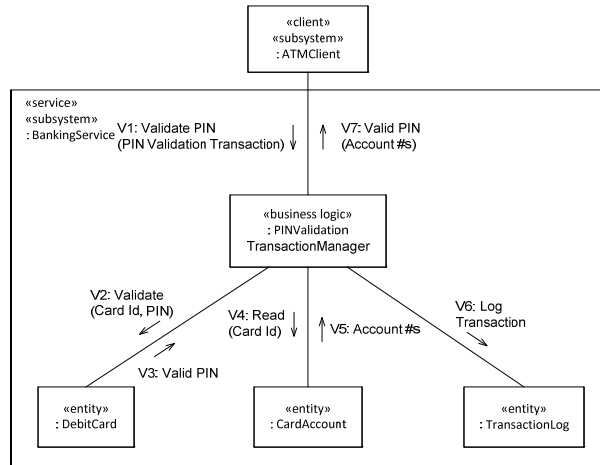 «client»
«subsystem»
: ATMClient
«service»
«subsystem»
: BankingService
V1: Validate PIN
(PIN Validation Transaction)
V7: Valid PIN
(Account #s)
«business logic»
: PINValidation
TransactionManager
V2: Validate
(Card Id, PIN)
V3: Valid PIN
V4: Read
(Card Id)
V5: Account #s
V6: Log
Transaction
«entity»
: DebitCard
«entity»
: CardAccount
«entity»
: TransactionLog